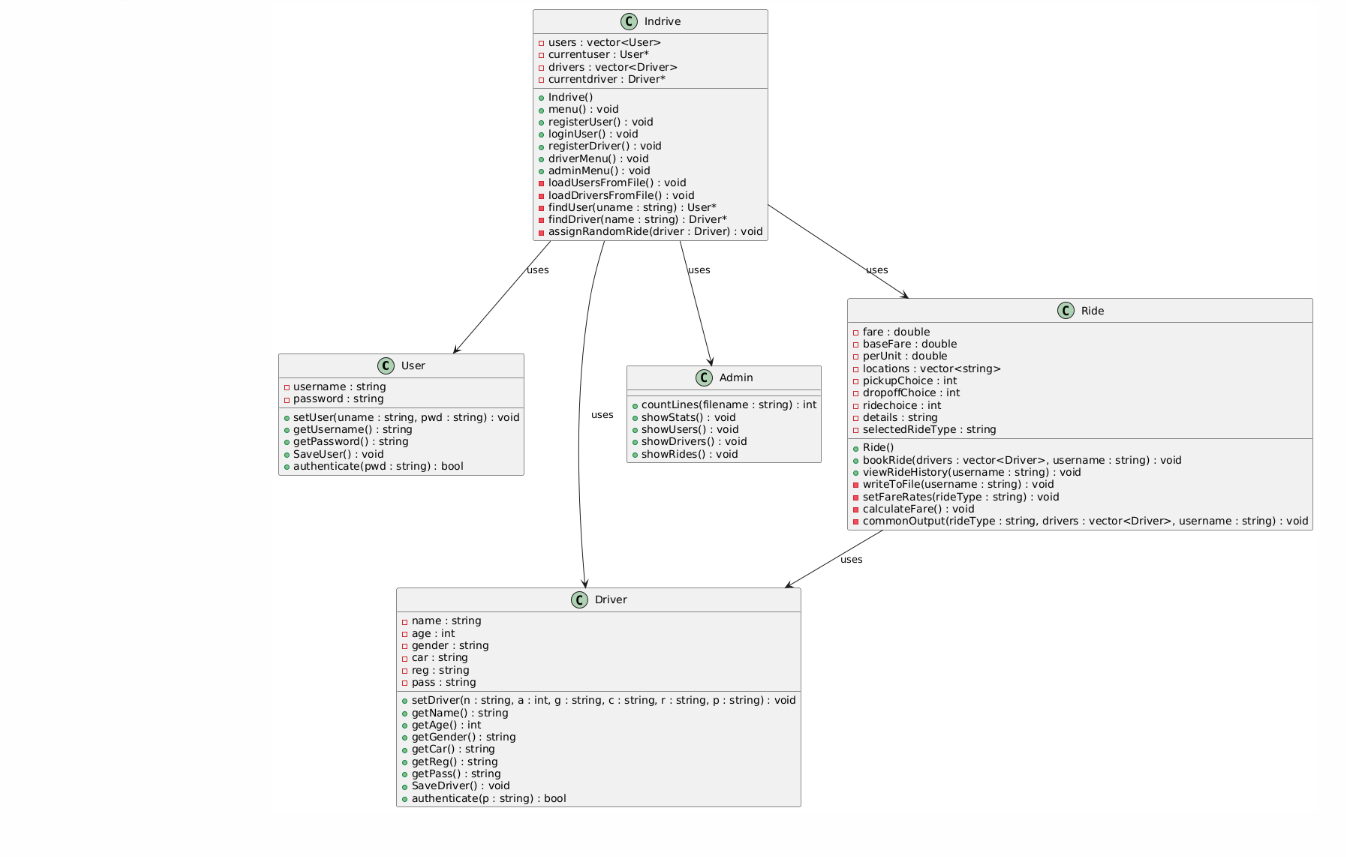 C Indrive
users : vector<User>
currentuser : User*
drivers : vector<Driver>
currentdriver : Driver*
Indrive()
menu() : void
registerUser() : void
loginUser() : void
registerDriver() : void
driverMenu() : void
adminMenu() : void
loadUsersFromFile() : void
loadDriversFromFile() : void
findUser(uname : string) : User*
findDriver(name : string) : Driver*
assignRandomRide(driver : Driver) : void
uses
uses
uses
uses
C User
username : string
password : string
setUser(uname : string, pwd : string) : void
getUsername() : string
getPassword() : string
SaveUser() : void
authenticate(pwd : string) : bool
C Admin
countLines(filename : string) : int
showStats() : void
showUsers() : void
showDrivers() : void
showRides() : void
C Ride
fare : double
baseFare : double
perUnit : double
locations : vector<string>
pickupChoice : int
dropoffChoice : int
ridechoice : int
details : string
selectedRideType : string
Ride()
bookRide(drivers : vector<Driver>, username : string) : void
viewRideHistory(username : string) : void
writeToFile(username : string) : void
setFareRates(rideType : string) : void
calculateFare() : void
commonOutput(rideType : string, drivers : vector<Driver>, username : string) : void
uses
C Driver
name : string
age : int
gender : string
car : string
reg : string
pass : string
setDriver(n : string, a : int, g : string, c : string, r : string, p : string) : void
getName() : string
getAge() : int
getGender() : string
getCar() : string
getReg() : string
getPass() : string
SaveDriver() : void
authenticate(p : string) : bool